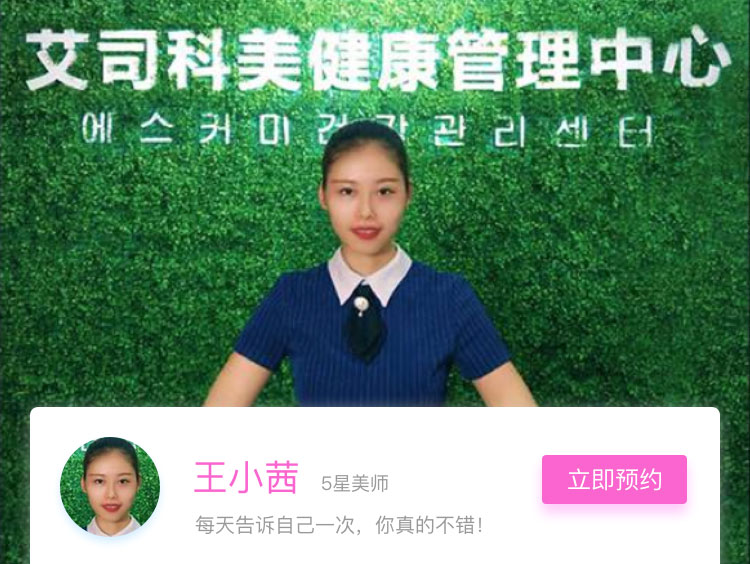 艾司科美健康管理中心
에스커미건강관리센터
王小茜 5星美师 立即预约
每天告诉自己一次，你真的不错！